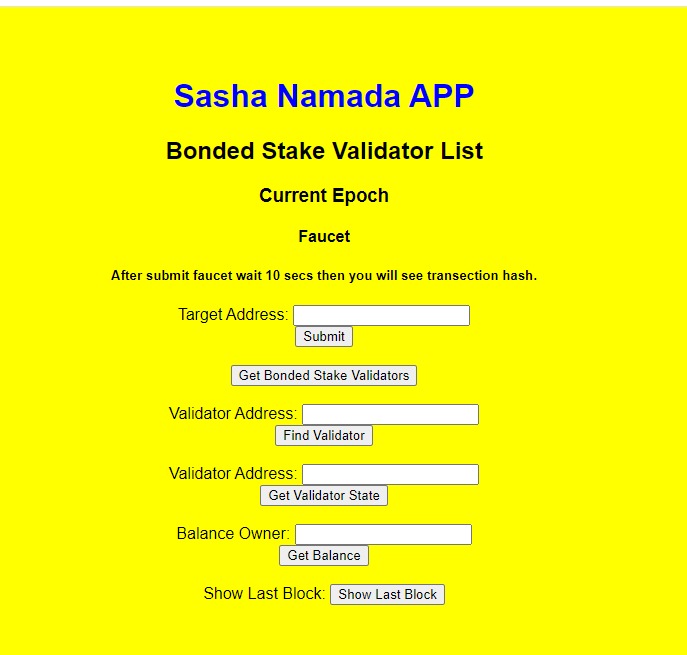 Sasha Namada APP
Bonded Stake Validator List
Current Epoch
Faucet
After submit faucet wait 10 secs then you will see transection hash.
Target Address:
Submit
Get Bonded Stake Validators
Validator Address:
Find Validator
Validator Address:
Get Validator State
Balance Owner:
Get Balance
Show Last Block: Show Last Block